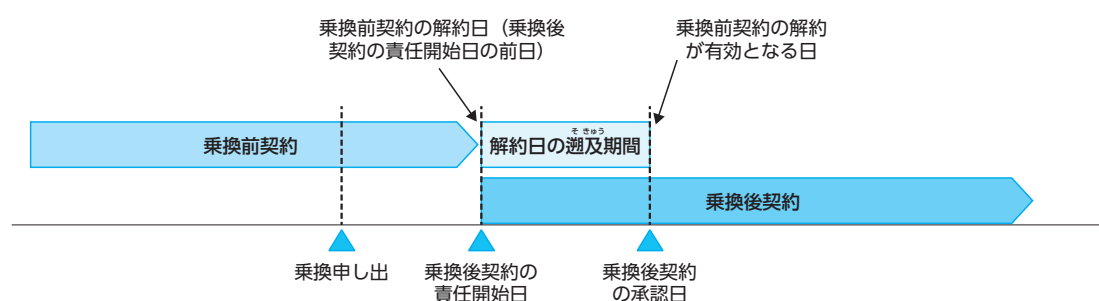 乗換前契約の解約日（乗換後
契約の責任開始日の前日）
乗換前契約の解約
が有効となる日
乗換前契約
そきゅう
解約日の遡及期間
乗換後契約
乗換申し出
乗換後契約の
責任開始日
乗換後契約
の承認日